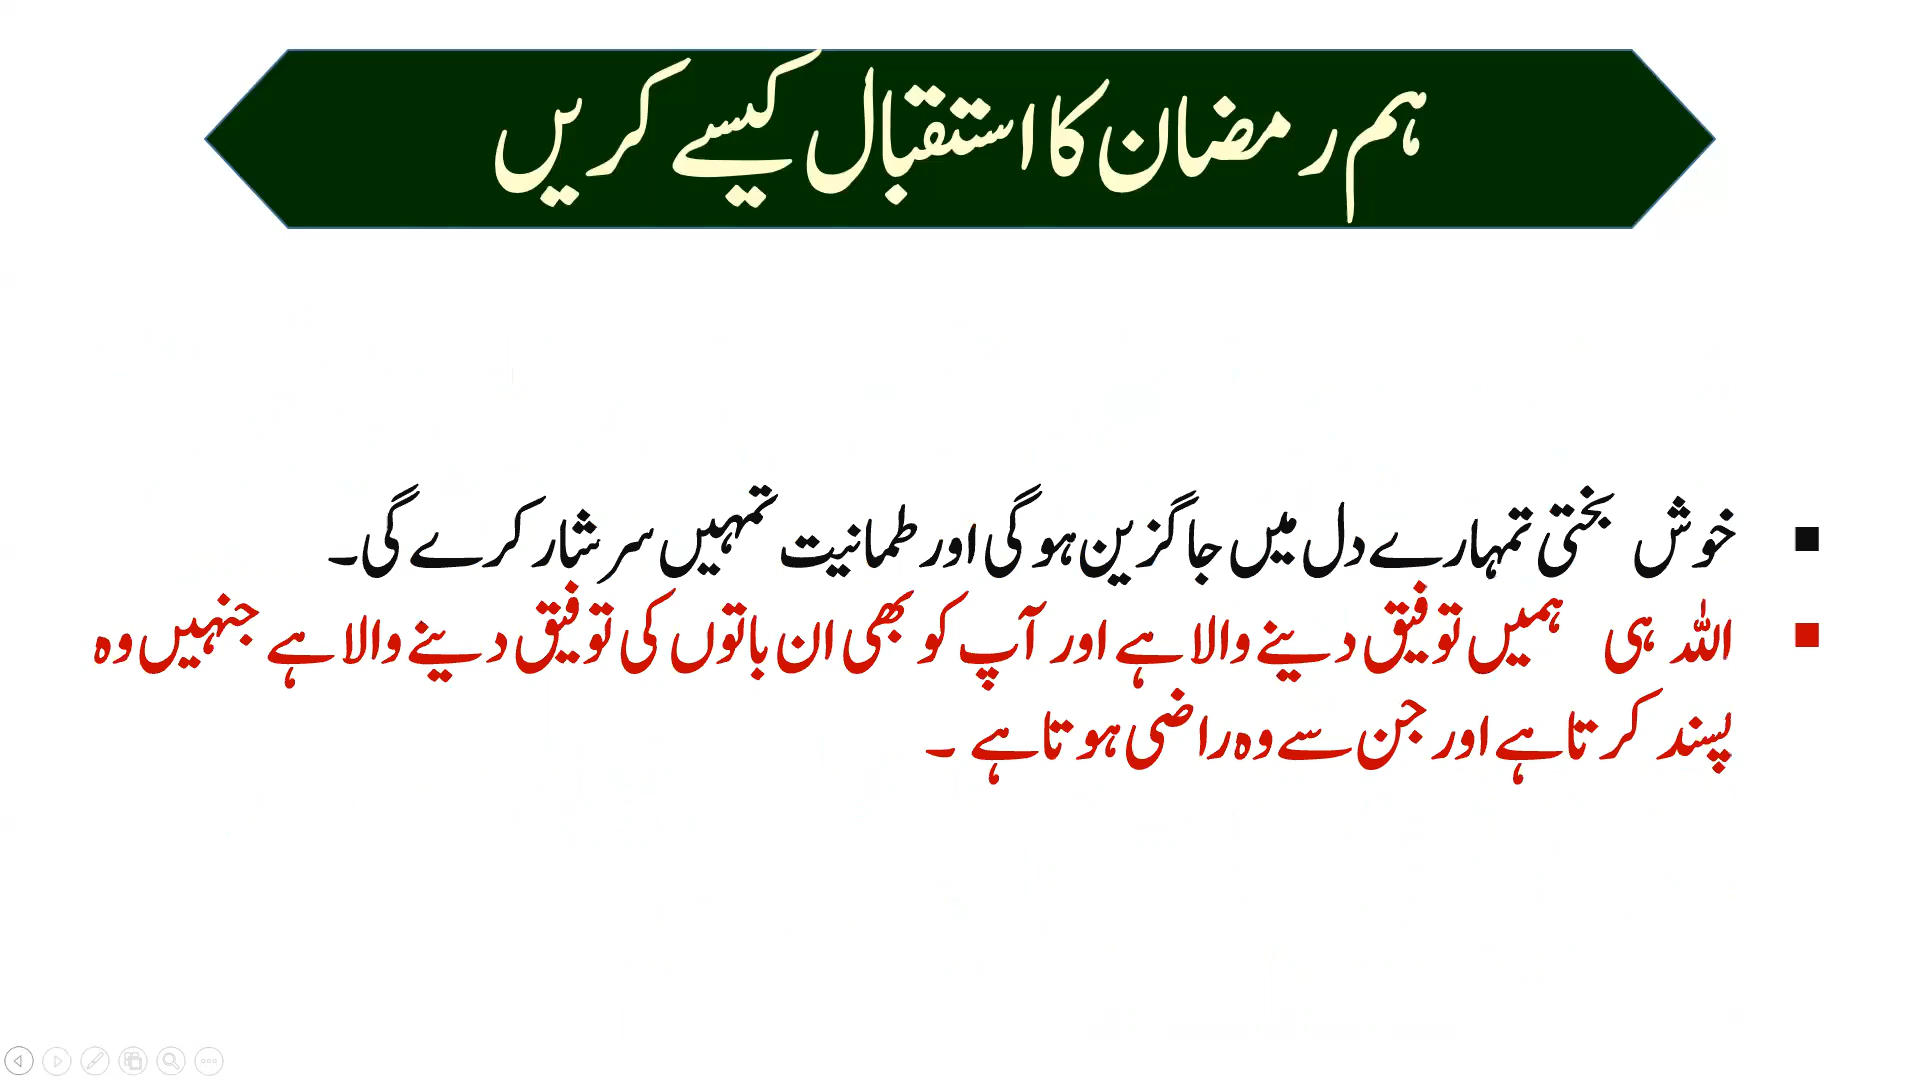 ہم رمضان کا استقبال کیسے کریں
خوش بختی تمہارے دل میں جاگزین ہوگی اور طمانیت تمہیں سرشار کرے گی۔
اللہ ہی ہمیں توفیق دینے والا ہے اور آپ کو بھی ان باتوں کی توفیق دینے والا ہے جنہیں وہ
پسند کرتا ہے اور جن سے وہ راضی ہوتا ہے ۔